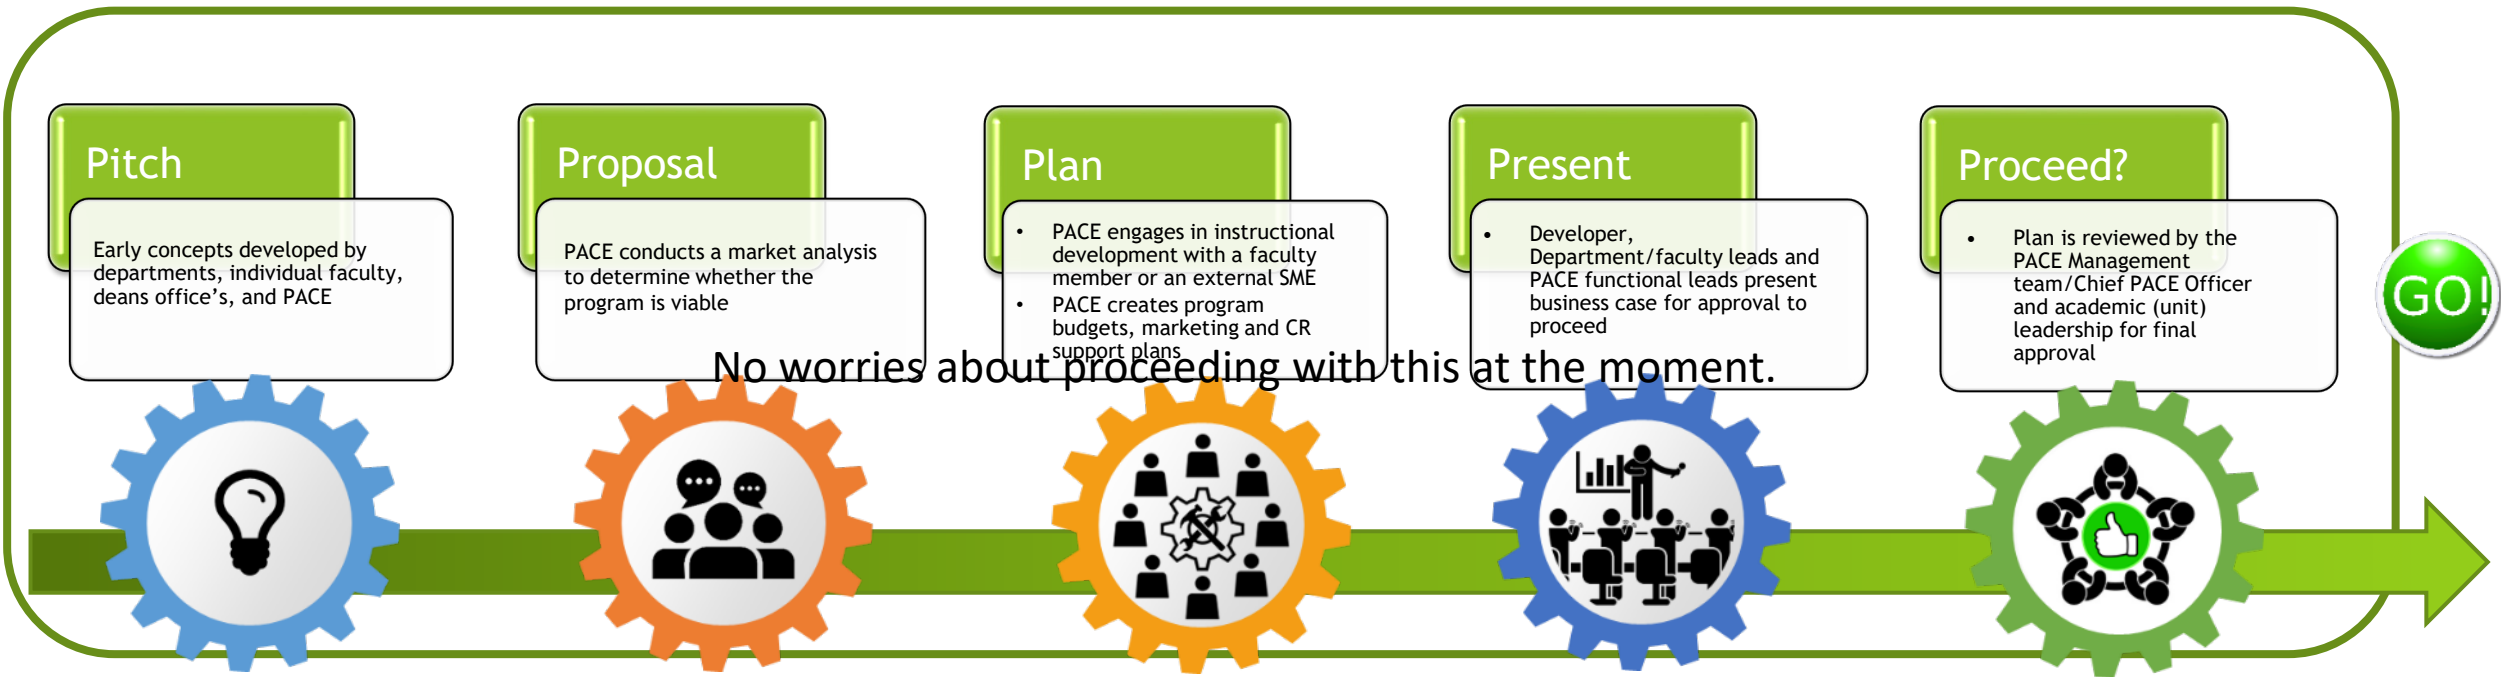 Pitch
Early concepts developed by
departments, individual faculty,
deans office’s, and PACE
Proposal
PACE conducts a market analysis
to determine whether the
program is viable
Plan
• PACE engages in instructional
development with a faculty
member or an external SME
• PACE creates program
budgets, marketing and CR
support plans
Present
• Developer,
Department/faculty leads and
PACE functional leads present
business case for approval to
proceed
Proceed?
• Plan is reviewed by the
PACE Management
team/Chief PACE Officer
and academic (unit)
leadership for final
approval
GO!
No worries about proceeding with this at the moment.